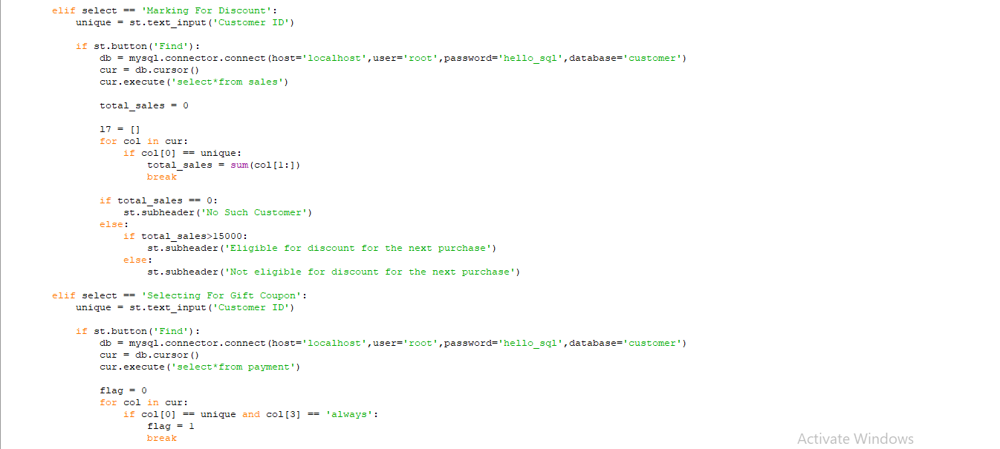 elif select == 'Marking For Discount':
unique = st.text_input('Customer ID')
if st.button('Find'):
db = mysql.connector.connect(host='localhost',user='root',password='hello_sql',database='customer')
cur = db.cursor()
cur.execute('select*from sales')
total_sales = 0
l7 = []
for col in cur:
if col[0] == unique:
total_sales = sum(col[1:])
break
if total_sales == 0:
st.subheader('No Such Customer')
else:
if total_sales>15000:
st.subheader('Eligible for discount for the next purchase')
else:
st.subheader('Not eligible for discount for the next purchase')
elif select == 'Selecting For Gift Coupon':
unique = st.text_input('Customer ID')
if st.button('Find'):
db = mysql.connector.connect(host='localhost',user='root',password='hello_sql',database='customer')
cur = db.cursor()
cur.execute('select*from payment')
flag = 0
for col in cur:
if col[0] == unique and col[3] == 'always':
flag = 1
break
Activate Windows